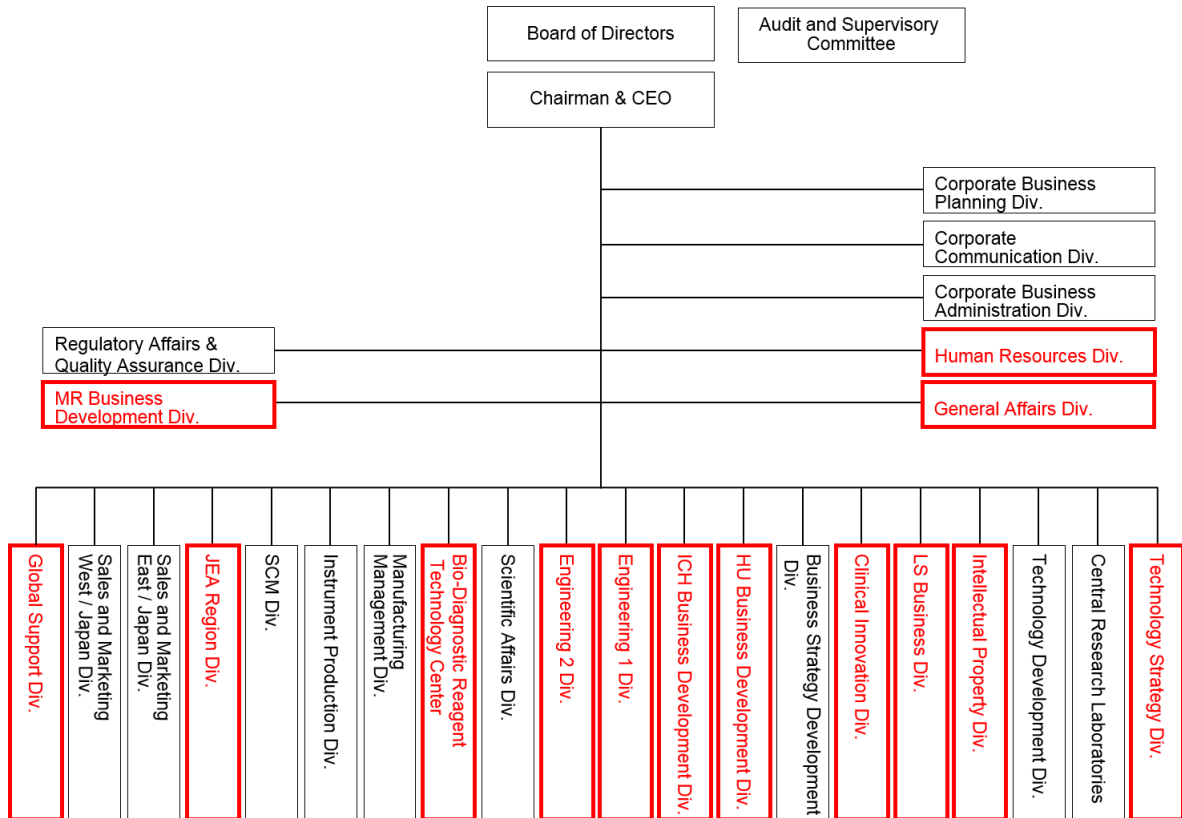 Board of Directors
Audit and Supervisory
Committee
Chairman & CEO
Corporate Business
Planning Div.
Corporate
Communication Div.
Corporate Business
Administration Div.
Regulatory Affairs &
Quality Assurance Div.
Human Resources Div.
MR Business
Development Div.
General Affairs Div.
Global Support Div.
Sales and Marketing
West / Japan Div.
Sales and Marketing
East / Japan Div.
JEA Region Div.
SCM Div.
Instrument Production Div.
Manufacturing
Management Div.
Bio-Diagnostic Reagent
Technology Center
Scientific Affairs Div.
Engineering 2 Div.
Engineering 1 Div.
ICH Business Development Div.
HU Business Development Div.
Business Strategy Development
Div.
Clinical Innovation Div.
LS Business Div.
Intellectual Property Div.
Technology Development Div.
Central Research Laboratories
Technology Strategy Div.